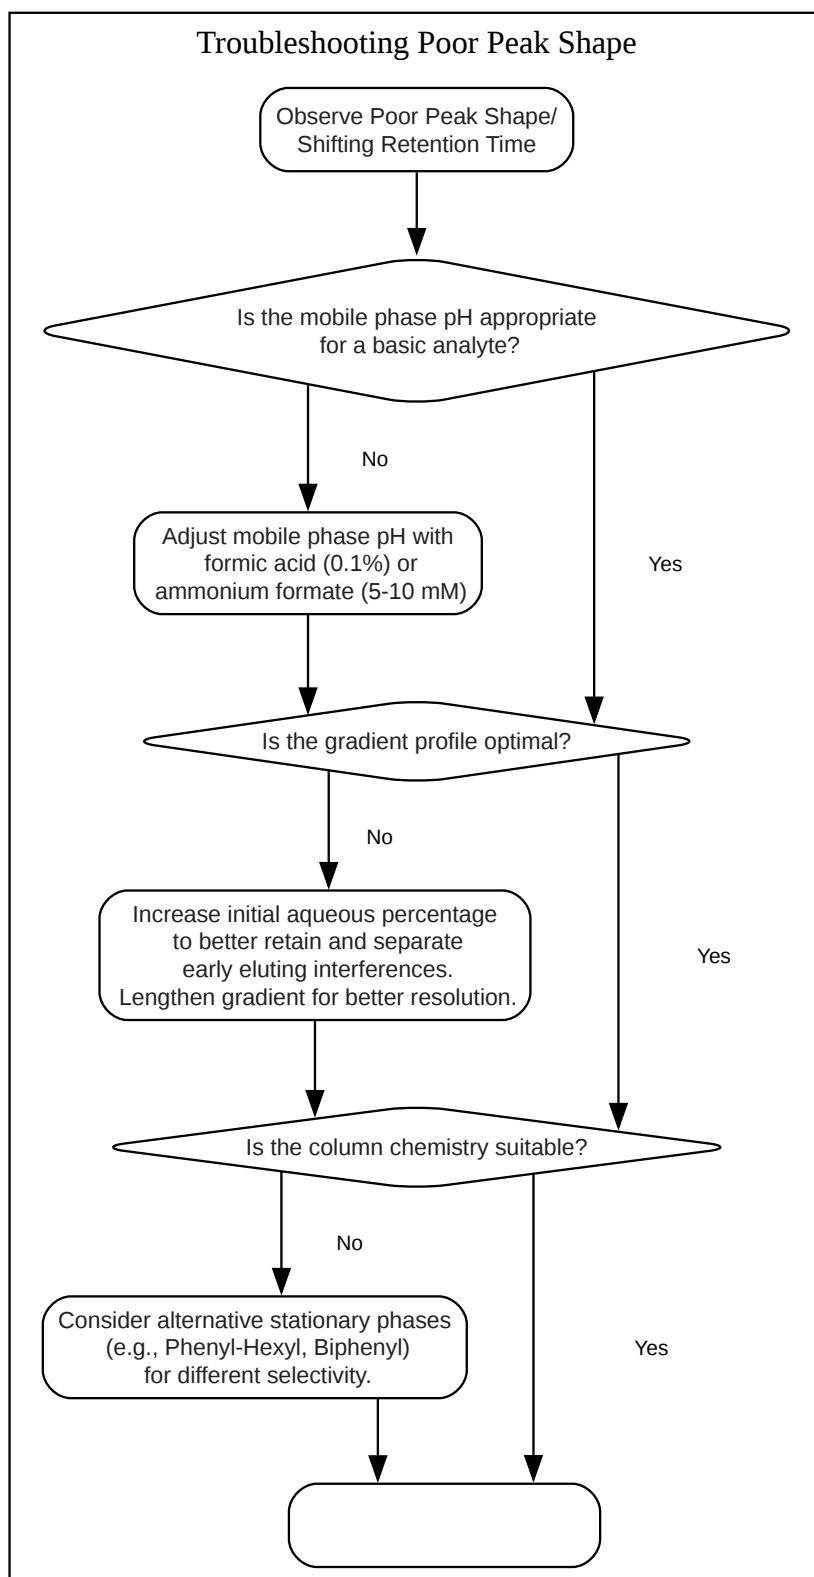 Troubleshooting Poor Peak Shape
Observe Poor Peak Shape/
Shifting Retention Time
Is the mobile phase pH appropriate
for a basic analyte?
No
Adjust mobile phase pH with
formic acid (0.1%) or
ammonium formate (5-10 mM)
Yes
Is the gradient profile optimal?
No
Increase initial aqueous percentage
to better retain and separate
early eluting interferences.
Lengthen gradient for better resolution.
Yes
Is the column chemistry suitable?
No
Consider alternative stationary phases
(e.g., Phenyl-Hexyl, Biphenyl)
for different selectivity.
Yes